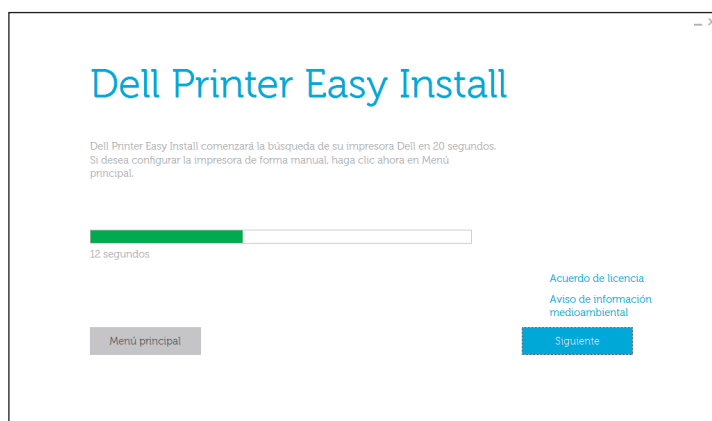 Dell Printer Easy Install
Dell Printer Easy Install comenzará la búsqueda de su impresora Dell en 20 segundos.
Si desea configurar la impresora de forma manual, haga clic ahora en Menú
principal.
12 segundos
Acuerdo de licencia
Aviso de información
medioambiental
Menú principal
Siguiente